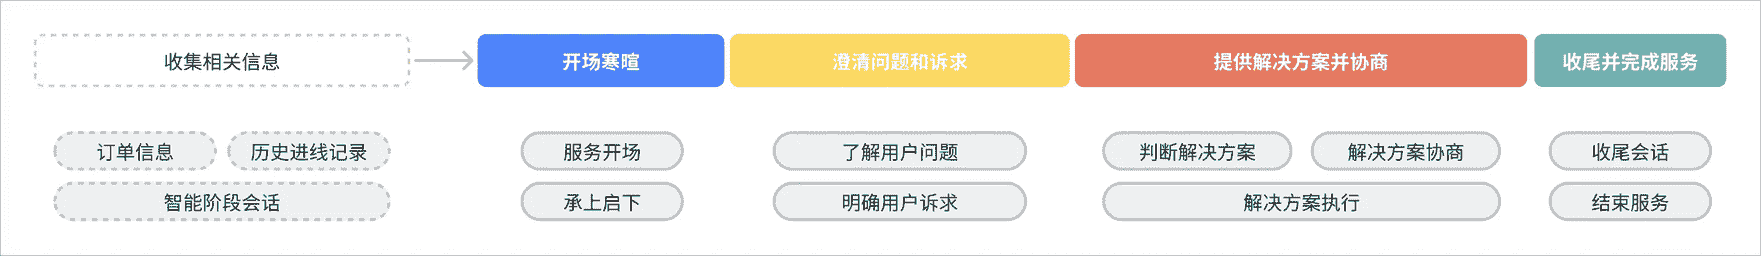 收集相关信息
开场寒暄
澄清问题和诉求
提供解决方案并协商
收尾并完成服务
订单信息
历史进线记录
服务开场
了解用户问题
判断解决方案
解决方案协商
收尾会话
智能阶段会话
承上启下
明确用户诉求
解决方案执行
结束服务